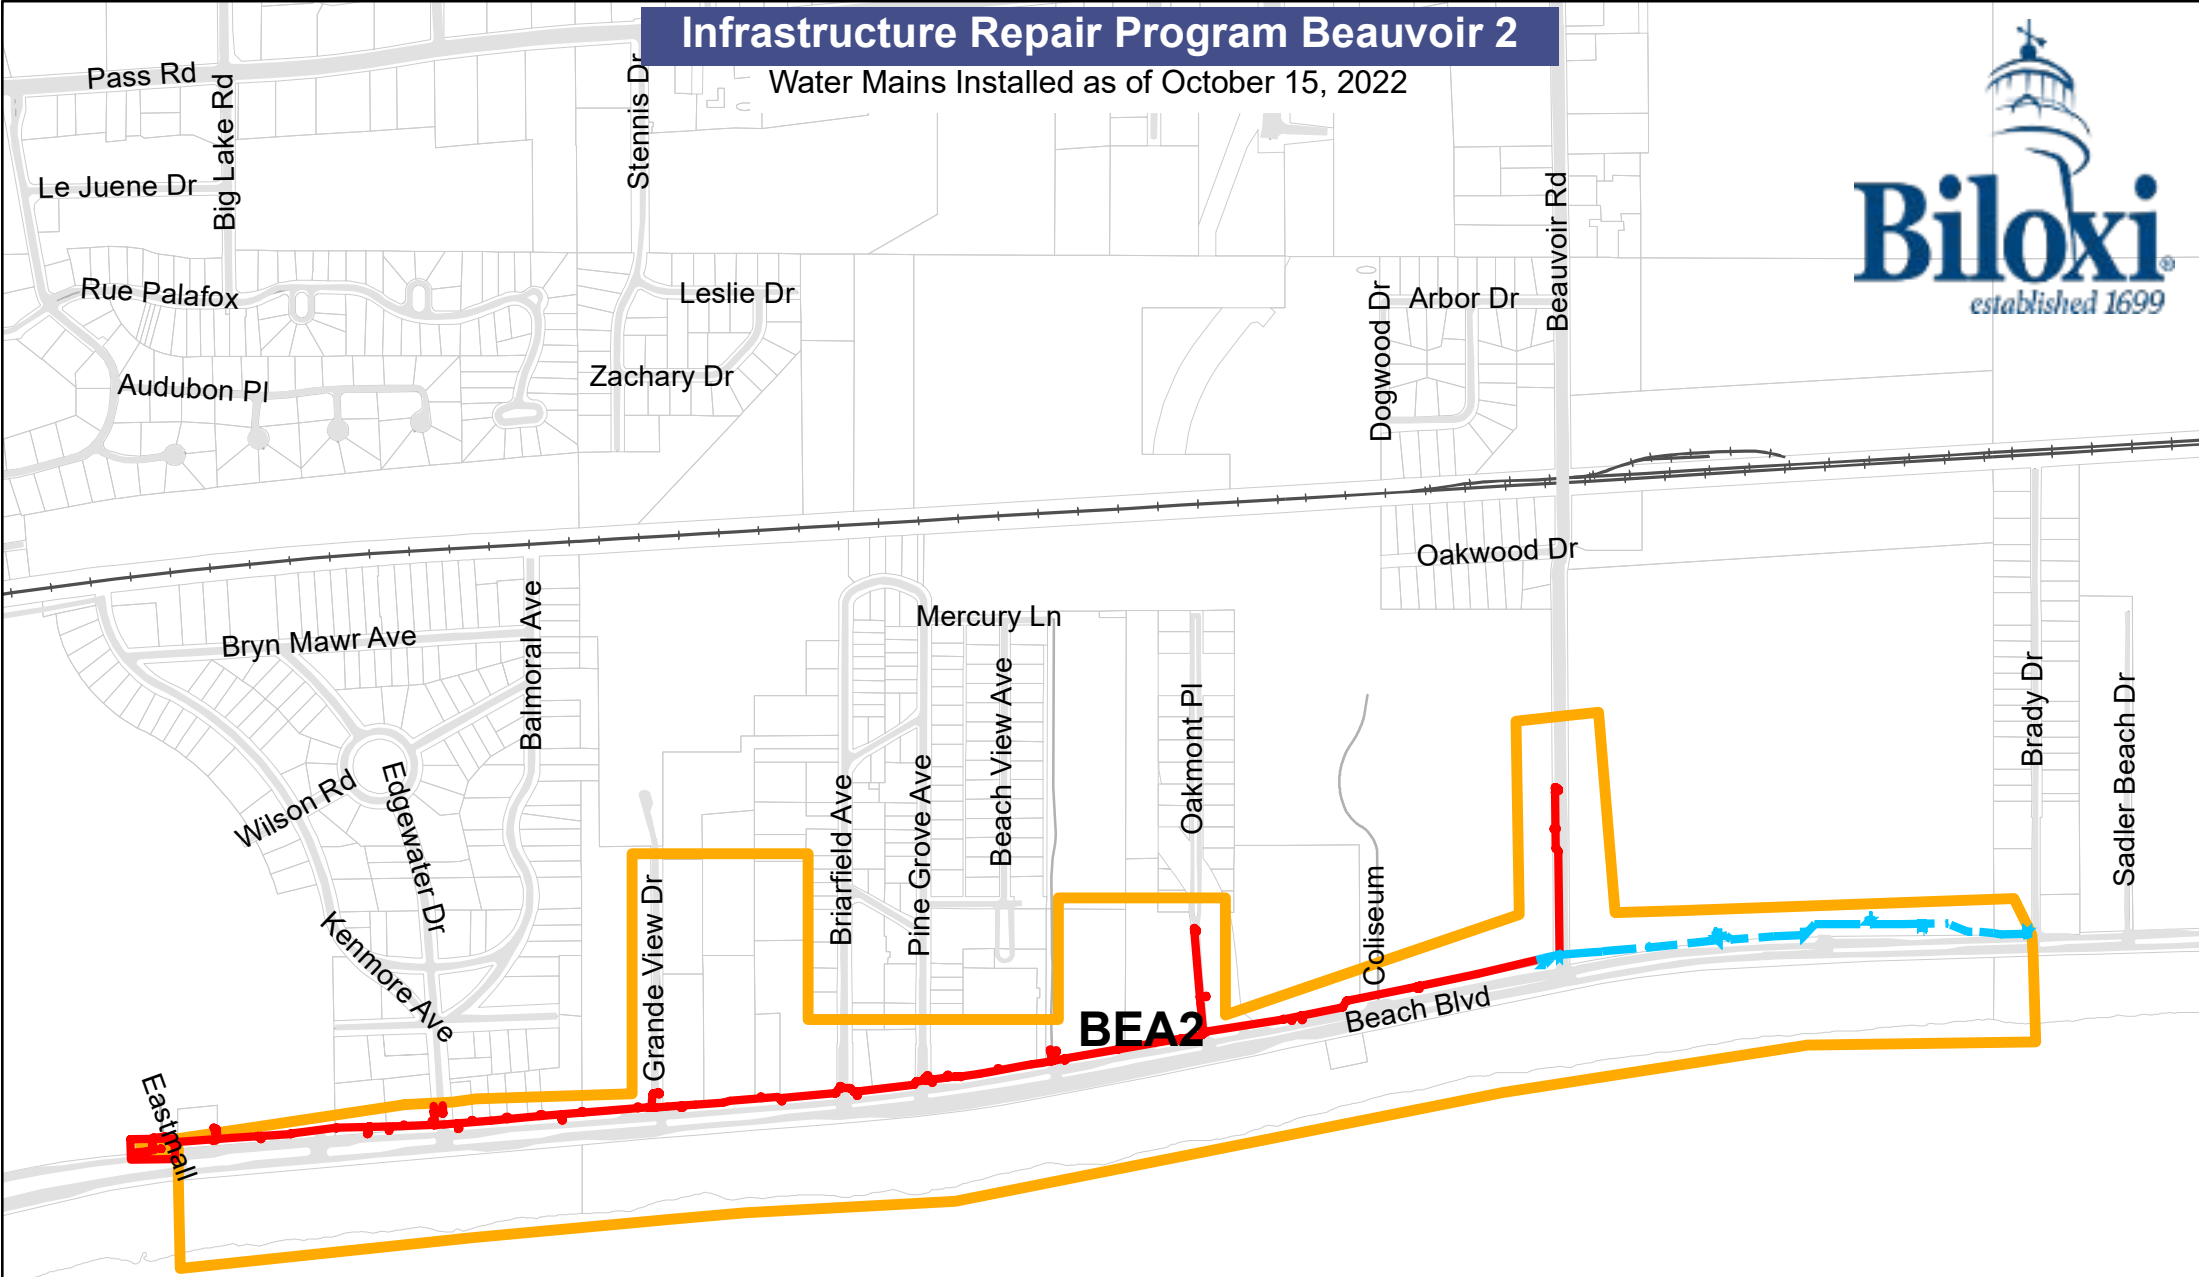 Infrastructure Repair Program Beauvoir 2
Water Mains Installed as of October 15, 2022
Biloxi®
established 1699
Pass Rd
Big Lake Rd
Le Juene Dr
Stennis Dr
Beauvoir Rd
Rue Palafox
Leslie Dr
Dogwood Dr
Arbor Dr
Audubon Pl
Zachary Dr
Oakwood Dr
Bryn Mawr Ave
Balmoral Ave
Mercury Ln
Beach View Ave
Oakmont Pl
Brady Dr
Sadler Beach Dr
Wilson Rd
Edgewater Dr
Briarfield Ave
Pine Grove Ave
Kenmore Ave
Grande View Dr
Coliseum
Beach Blvd
BEA2
Eastmall